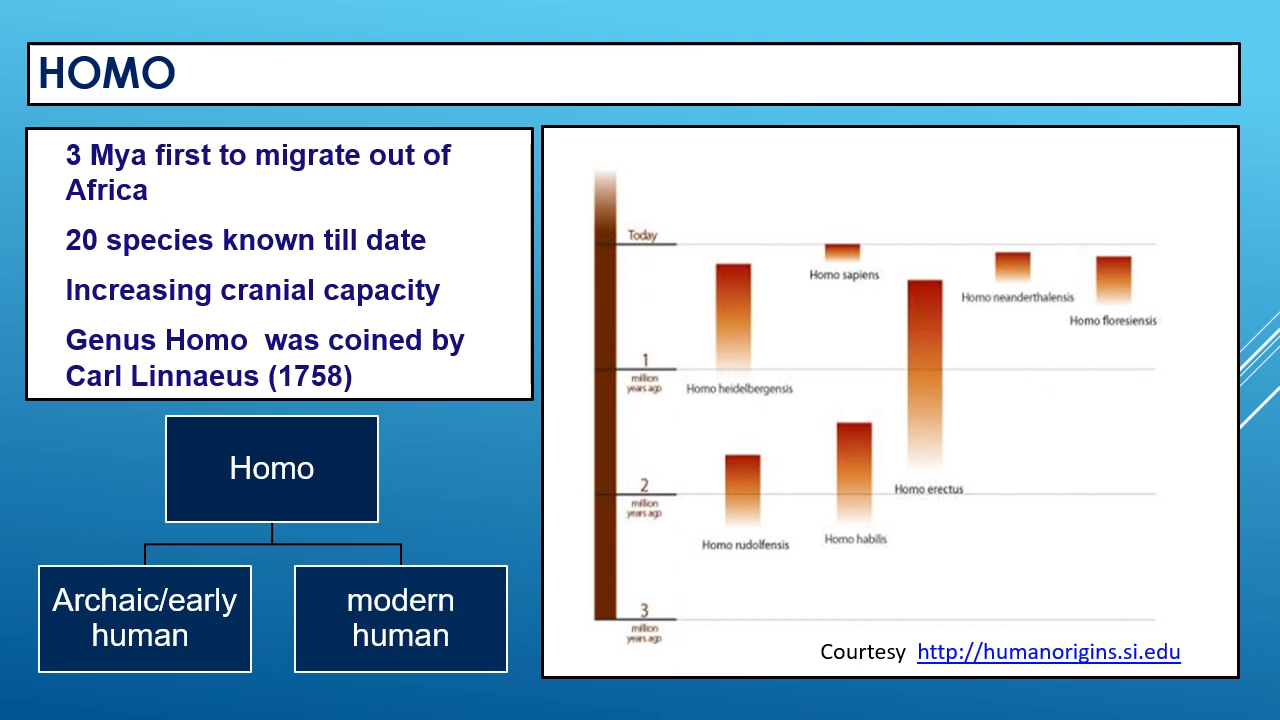 HOMO
3 Mya first to migrate out of
Africa
20 species known till date
Increasing cranial capacity
Genus Homo  was coined by
Carl Linnaeus (1758)
Homo
Archaic/early
human
modern
human
Today
Homo sapiens
Homo neanderthalensis
Homo floresiensis
1
million
years ago
Homo heidelbergensis
2
million
years ago
Homo erectus
Homo rudolfensis
Homo habilis
3
million
years ago
Courtesy  http://humanorigins.si.edu